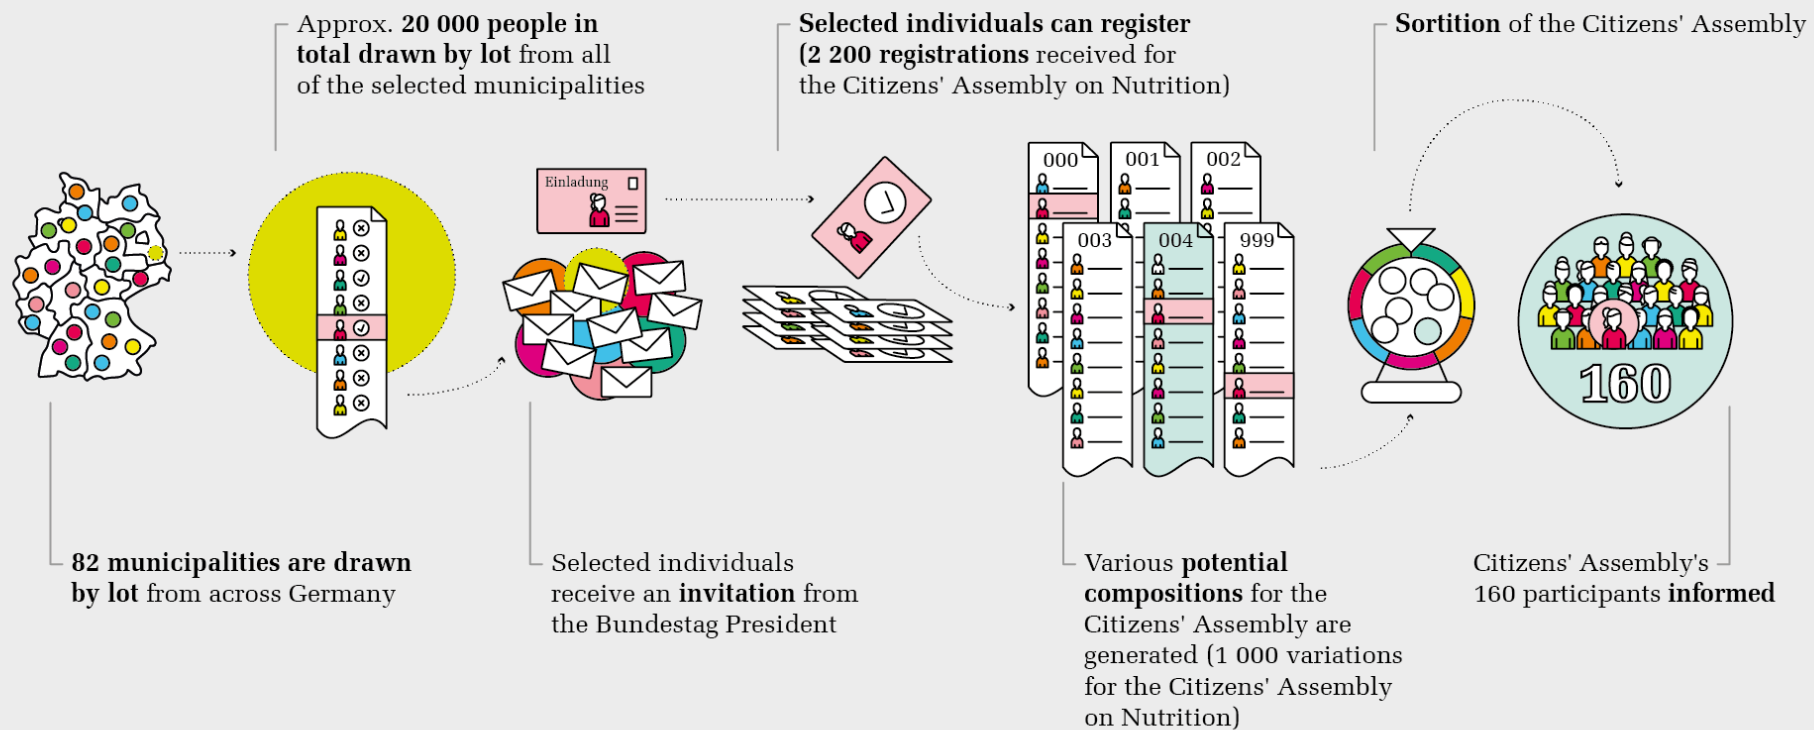 Approx. 20 000 people in
total drawn by lot from all
of the selected municipalities
Selected individuals can register
(2 200 registrations received for
the Citizens' Assembly on Nutrition)
Sortition of the Citizens' Assembly
Einladung
000
001
002
003
004
999
160
82 municipalities are drawn
by lot from across Germany
Selected individuals
receive an invitation from
the Bundestag President
Various potential
compositions for the
Citizens' Assembly are
generated (1 000 variations
for the Citizens' Assembly
on Nutrition)
Citizens' Assembly's
160 participants informed